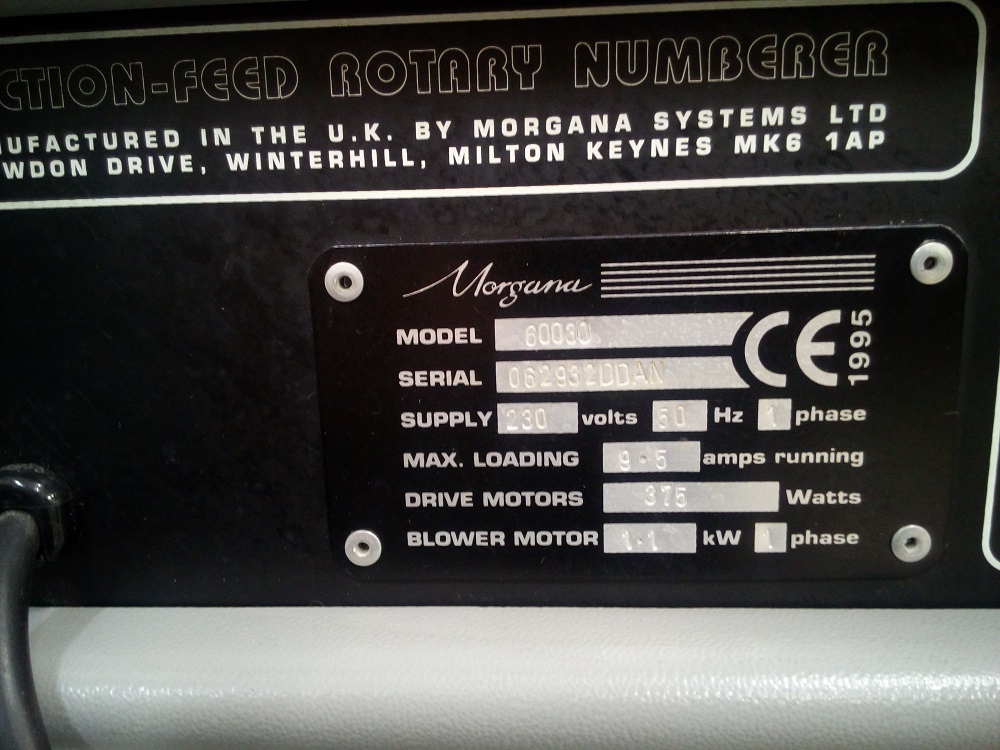 CTION-FEED ROTARY NUMBERER
NUFACTURED IN THE U.K. BY MORGANA SYSTEMS LTD
WDON DRIVE, WINTERHILL, MILTON KEYNES MK6 1AP
Morgana
MODEL 60030
SERIAL 062932DDAN
CE 1995
SUPPLY 230 volts 50 Hz 1 phase
MAX. LOADING 9.5 amps running
DRIVE MOTORS 375 Watts
BLOWER MOTOR 1.1 kW 1 phase